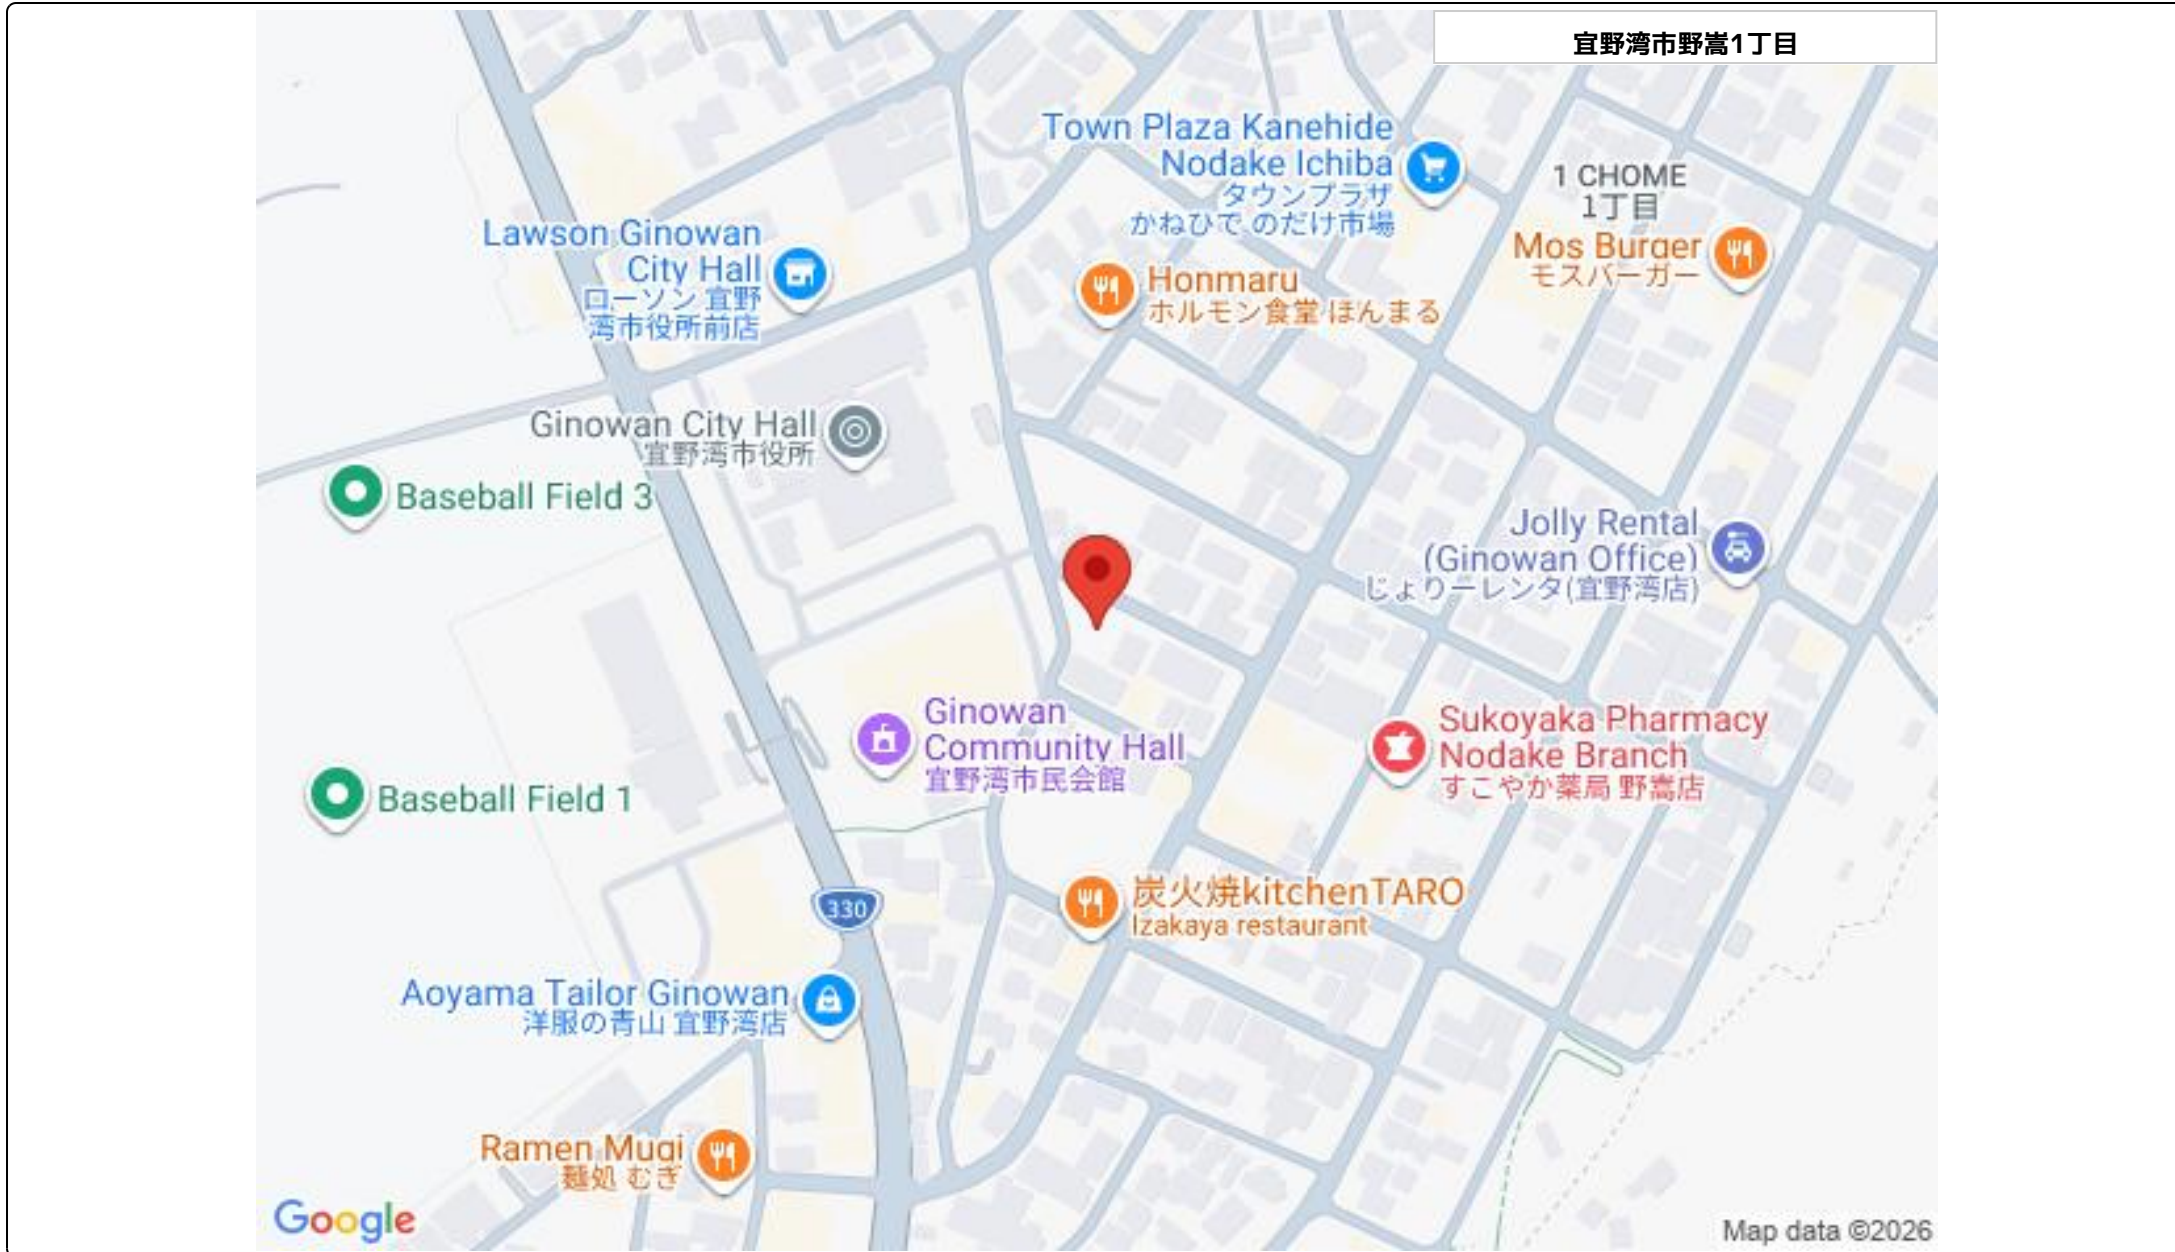 宜野湾市野嵩1丁目
Town Plaza Kanehide
Nodake Ichiba
タウンプラザ
かねひで のだけ市場
1 CHOME
1丁目
Mos Burger
モスバーガー
Lawson Ginowan
City Hall
ローソン 宜野
湾市役所前店
Honmaru
ホルモン食堂 ほんまる
Ginowan City Hall
宜野湾市役所
Baseball Field 3
Jolly Rental
(Ginowan Office)
じょりーレンタ(宜野湾店)
Ginowan
Community Hall
宜野湾市民会館
Sukoyaka Pharmacy
Nodake Branch
すこやか薬局 野嵩店
Baseball Field 1
330
炭火焼kitchenTARO
Izakaya restaurant
Aoyama Tailor Ginowan
洋服の青山 宜野湾店
Ramen Mugi
麺処 むぎ
Google
Map data ©2026